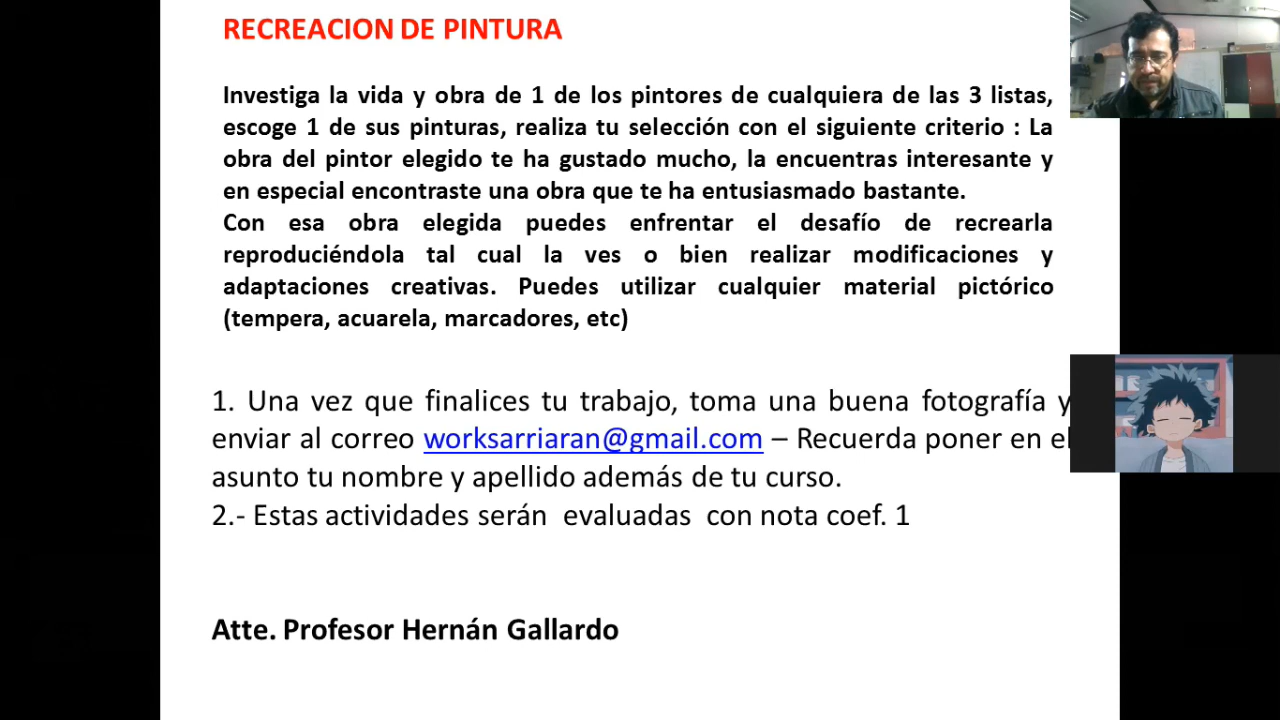 RECREACION DE PINTURA
Investiga la vida y obra de 1 de los pintores de cualquiera de las 3 listas,
escoge 1 de sus pinturas, realiza tu selección con el siguiente criterio : La
obra del pintor elegido te ha gustado mucho, la encuentras interesante y
en especial encontraste una obra que te ha entusiasmado bastante.
Con esa obra elegida puedes enfrentar el desafío de recrearla
reproduciéndola tal cual la ves o bien realizar modificaciones y
adaptaciones creativas. Puedes utilizar cualquier material pictórico
(tempera, acuarela, marcadores, etc)
1. Una vez que finalices tu trabajo, toma una buena fotografía y
enviar al correo worksarriaran@gmail.com – Recuerda poner en el
asunto tu nombre y apellido además de tu curso.
2.- Estas actividades serán evaluadas con nota coef. 1
Atte. Profesor Hernán Gallardo